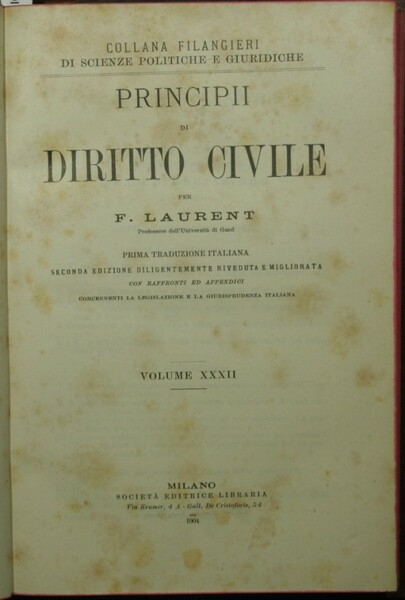 COLLANA FILANGIERI
DI SCIENZE POLITICHE E GIURIDICHE
PRINCIPII
DI
DIRITTO CIVILE
PER
F. LAURENT
Professore dell'Università di Gand
PRIMA TRADUZIONE ITALIANA
SECONDA EDIZIONE DILIGENTEMENTE RIVEDUTA E MIGLIORATA
CON RAFFRONTI ED APPENDICI
CONCERNENTI LA LEGISLAZIONE E LA GIURISPRUDENZA ITALIANA
VOLUME XXXII
MILANO
SOCIETÀ EDITRICE LIBRARIA
Via Kramer, 4 A - Gall. De Cristoforis, 54
1904